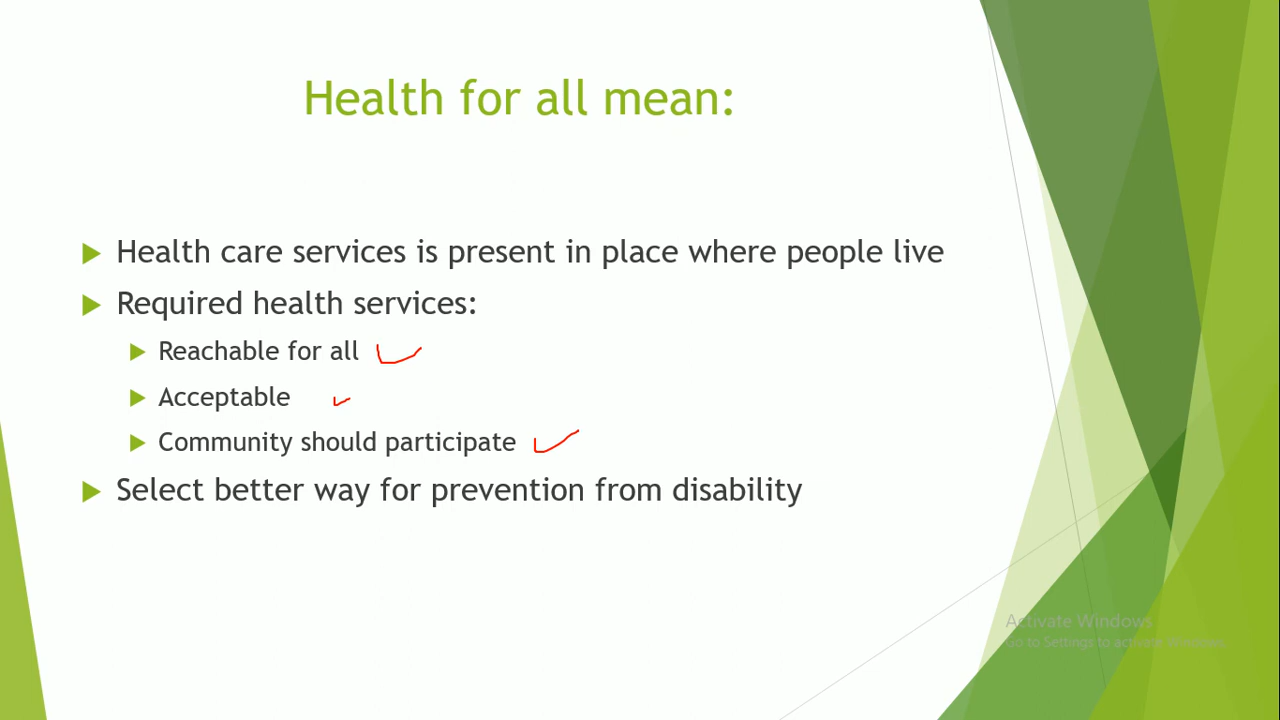 Health for all mean:
Health care services is present in place where people live
Required health services:
Reachable for all
Acceptable
Community should participate
Select better way for prevention from disability
Activate Windows
Go to Settings to activate Windows.